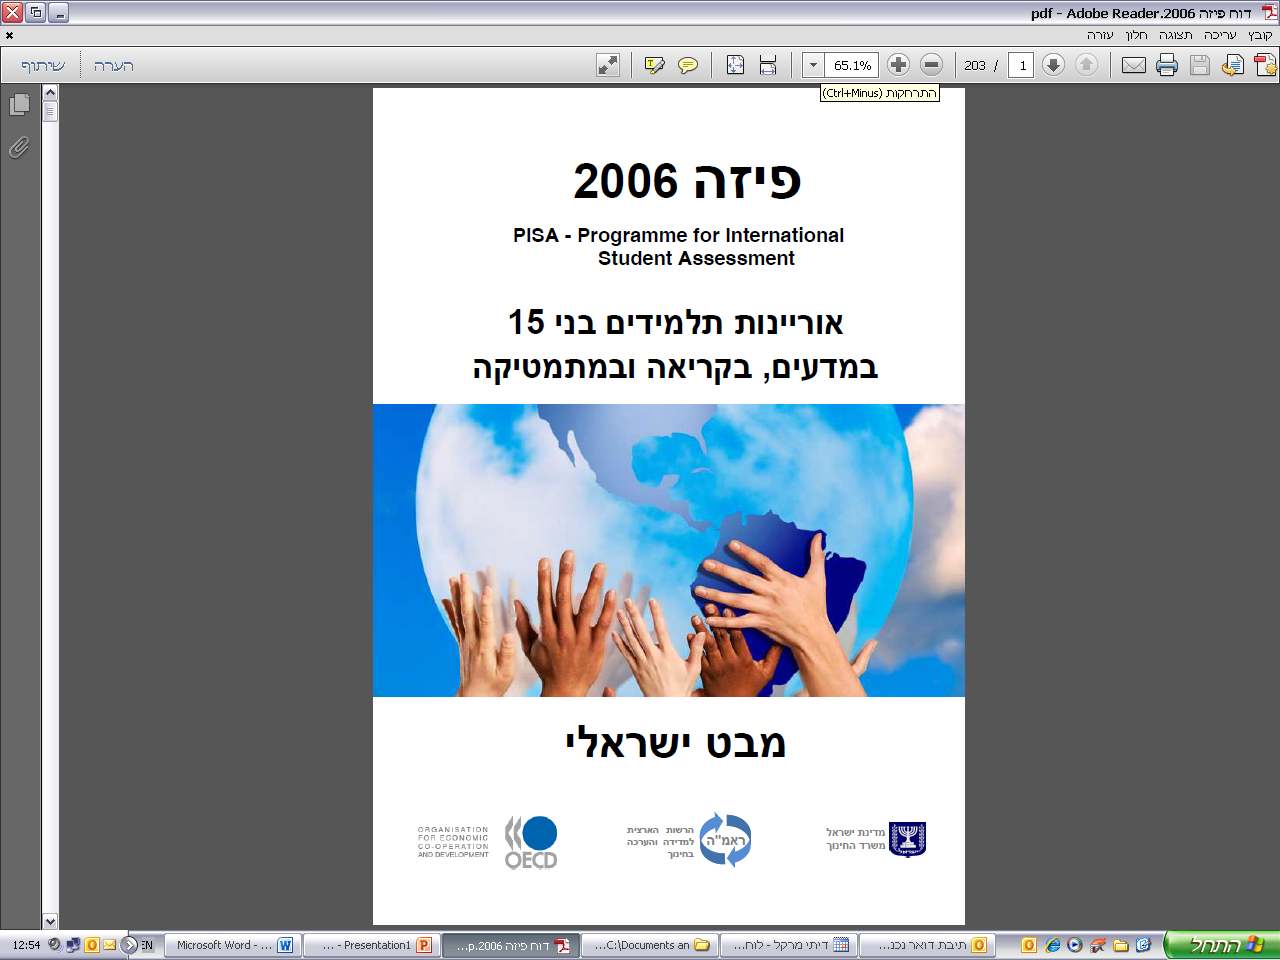 דוח פיזה 2006.pdf - Adobe Reader
קובץ עריכה תצוגה חלון עזרה
1 / 203 65.1% הערה שיתוף
התרחקות (Ctrl+Minus)
פיזה 2006
PISA - Programme for International
Student Assessment
אוריינות תלמידים בני 15
במדעים, בקריאה ובמתמטיקה
מבט ישראלי
מדינת ישראל
משרד החינוך
ראמ"ה
הרשות הארצית
למדידה והערכה
בחינוך
ORGANISATION
FOR ECONOMIC
CO-OPERATION
AND DEVELOPMENT
OECD
התחל
תיבת דואר נכנ...
דיתי מרקל - לוח...
C:\Documents an...
דוח פיזה 2006.p...
Presentation1 - ...
Microsoft Word - ...
EN
12:54